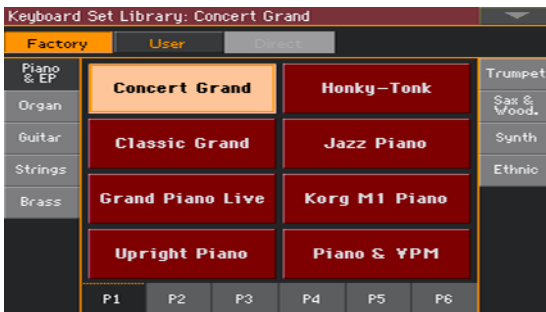 Keyboard Set Library: Concert Grand
Factory
User
Direct
Piano
& EP
Organ
Guitar
Strings
Brass
Concert Grand
Honky-Tonk
Classic Grand
Jazz Piano
Grand Piano Live
Korg M1 Piano
Upright Piano
Piano & VPM
Trumpet
Sax &
Wood.
Synth
Ethnic
P1
P2
P3
P4
P5
P6